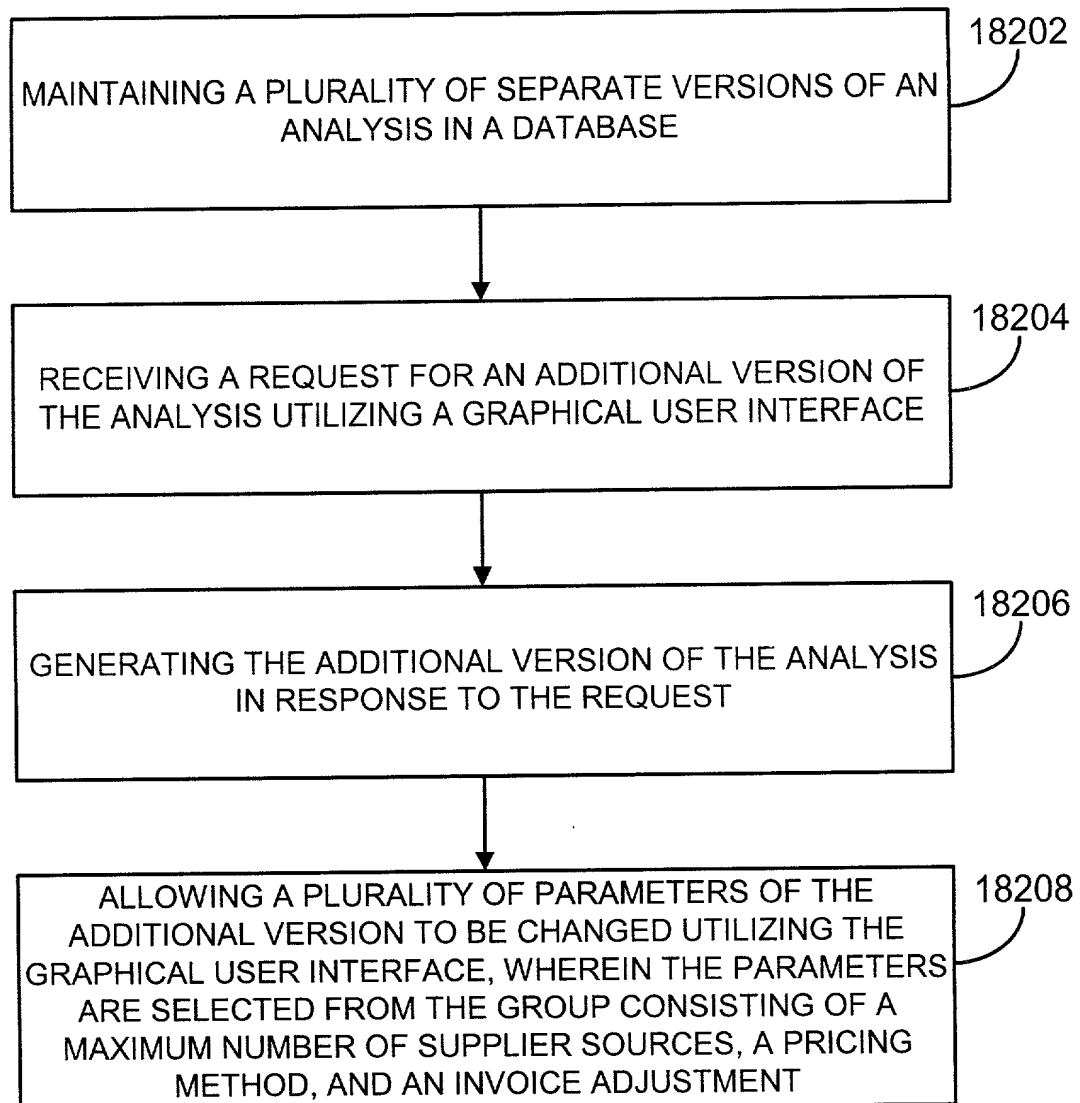 18202
MAINTAINING A PLURALITY OF SEPARATE VERSIONS OF AN
ANALYSIS IN A DATABASE
18204
RECEIVING A REQUEST FOR AN ADDITIONAL VERSION OF
THE ANALYSIS UTILIZING A GRAPHICAL USER INTERFACE
18206
GENERATING THE ADDITIONAL VERSION OF THE ANALYSIS
IN RESPONSE TO THE REQUEST
18208
ALLOWING A PLURALITY OF PARAMETERS OF THE
ADDITIONAL VERSION TO BE CHANGED UTILIZING THE
GRAPHICAL USER INTERFACE, WHEREIN THE PARAMETERS
ARE SELECTED FROM THE GROUP CONSISTING OF A
MAXIMUM NUMBER OF SUPPLIER SOURCES, A PRICING
METHOD, AND AN INVOICE ADJUSTMENT